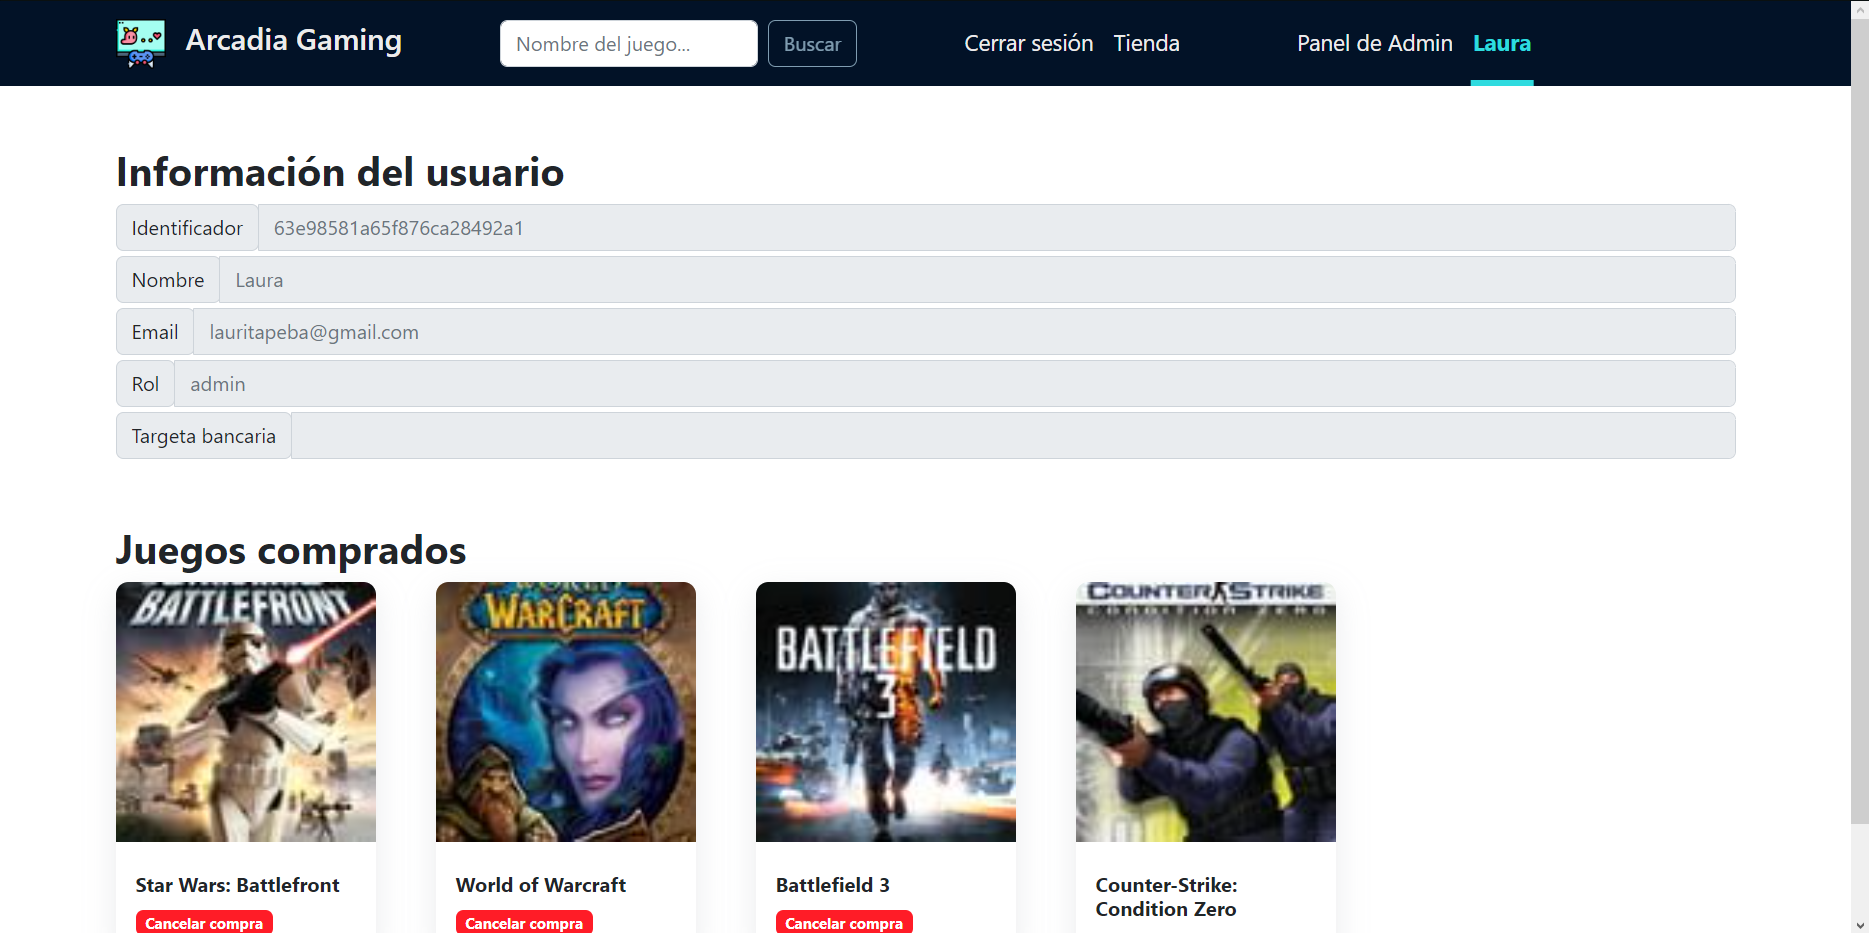 Arcadia Gaming
Nombre del juego...
Buscar
Cerrar sesión
Tienda
Panel de Admin
Laura
Información del usuario
Identificador 63e98581a65f876ca28492a1
Nombre Laura
Email lauritapeba@gmail.com
Rol admin
Targeta bancaria
Juegos comprados
BATTLEFRONT
WARCRAFT
BATTLEFIELD
3
COUNTER STRIKE
CONDITION ZERO
Star Wars: Battlefront
Cancelar compra
World of Warcraft
Cancelar compra
Battlefield 3
Cancelar compra
Counter-Strike:
Condition Zero